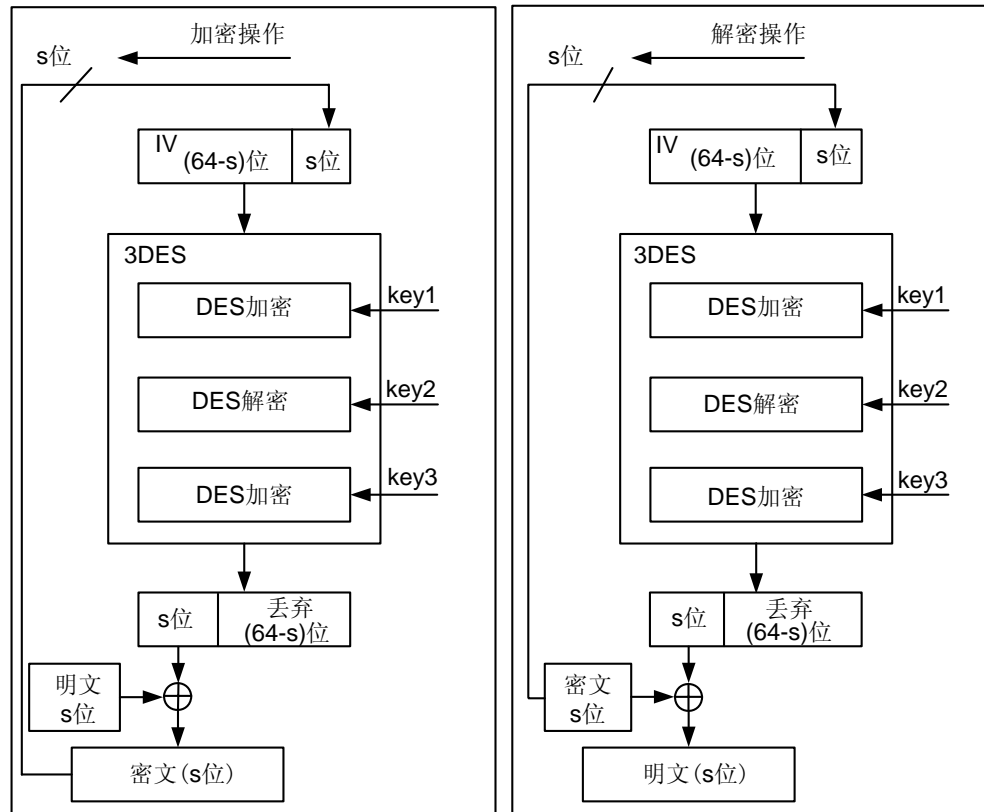 加密操作
s位
IV
(64-s)位
s位
3DES
DES加密
key1
DES解密
key2
DES加密
key3
s位
丢弃
(64-s)位
明文
s位
密文(s位)
解密操作
s位
IV
(64-s)位
s位
3DES
DES加密
key1
DES解密
key2
DES加密
key3
s位
丢弃
(64-s)位
密文
s位
明文(s位)